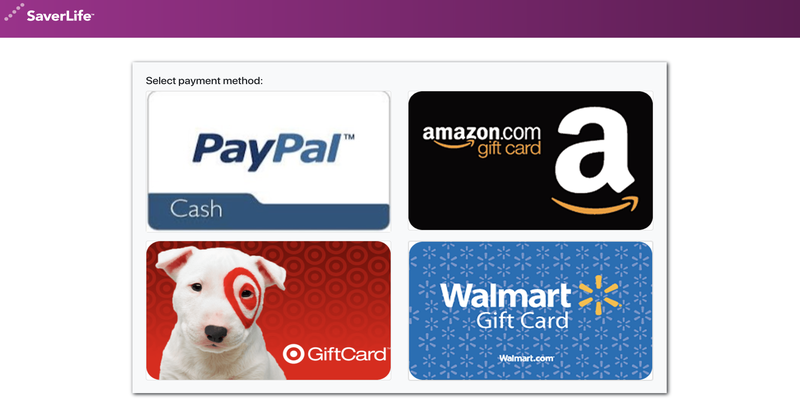 SaverLife™
Select payment method:
PayPal™
Cash
amazon.com
gift card
a
GiftCard
Walmart
Gift Card
Walmart.com